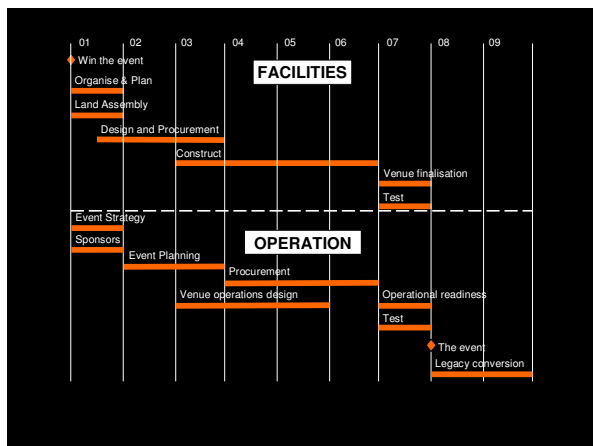 01 02 03 04 05 06 07 08 09
Win the event
FACILITIES
Organise & Plan
Land Assembly
Design and Procurement
Construct
Venue finalisation
Test
Event Strategy
Sponsors
OPERATION
Event Planning
Procurement
Venue operations design
Operational readiness
Test
The event
Legacy conversion